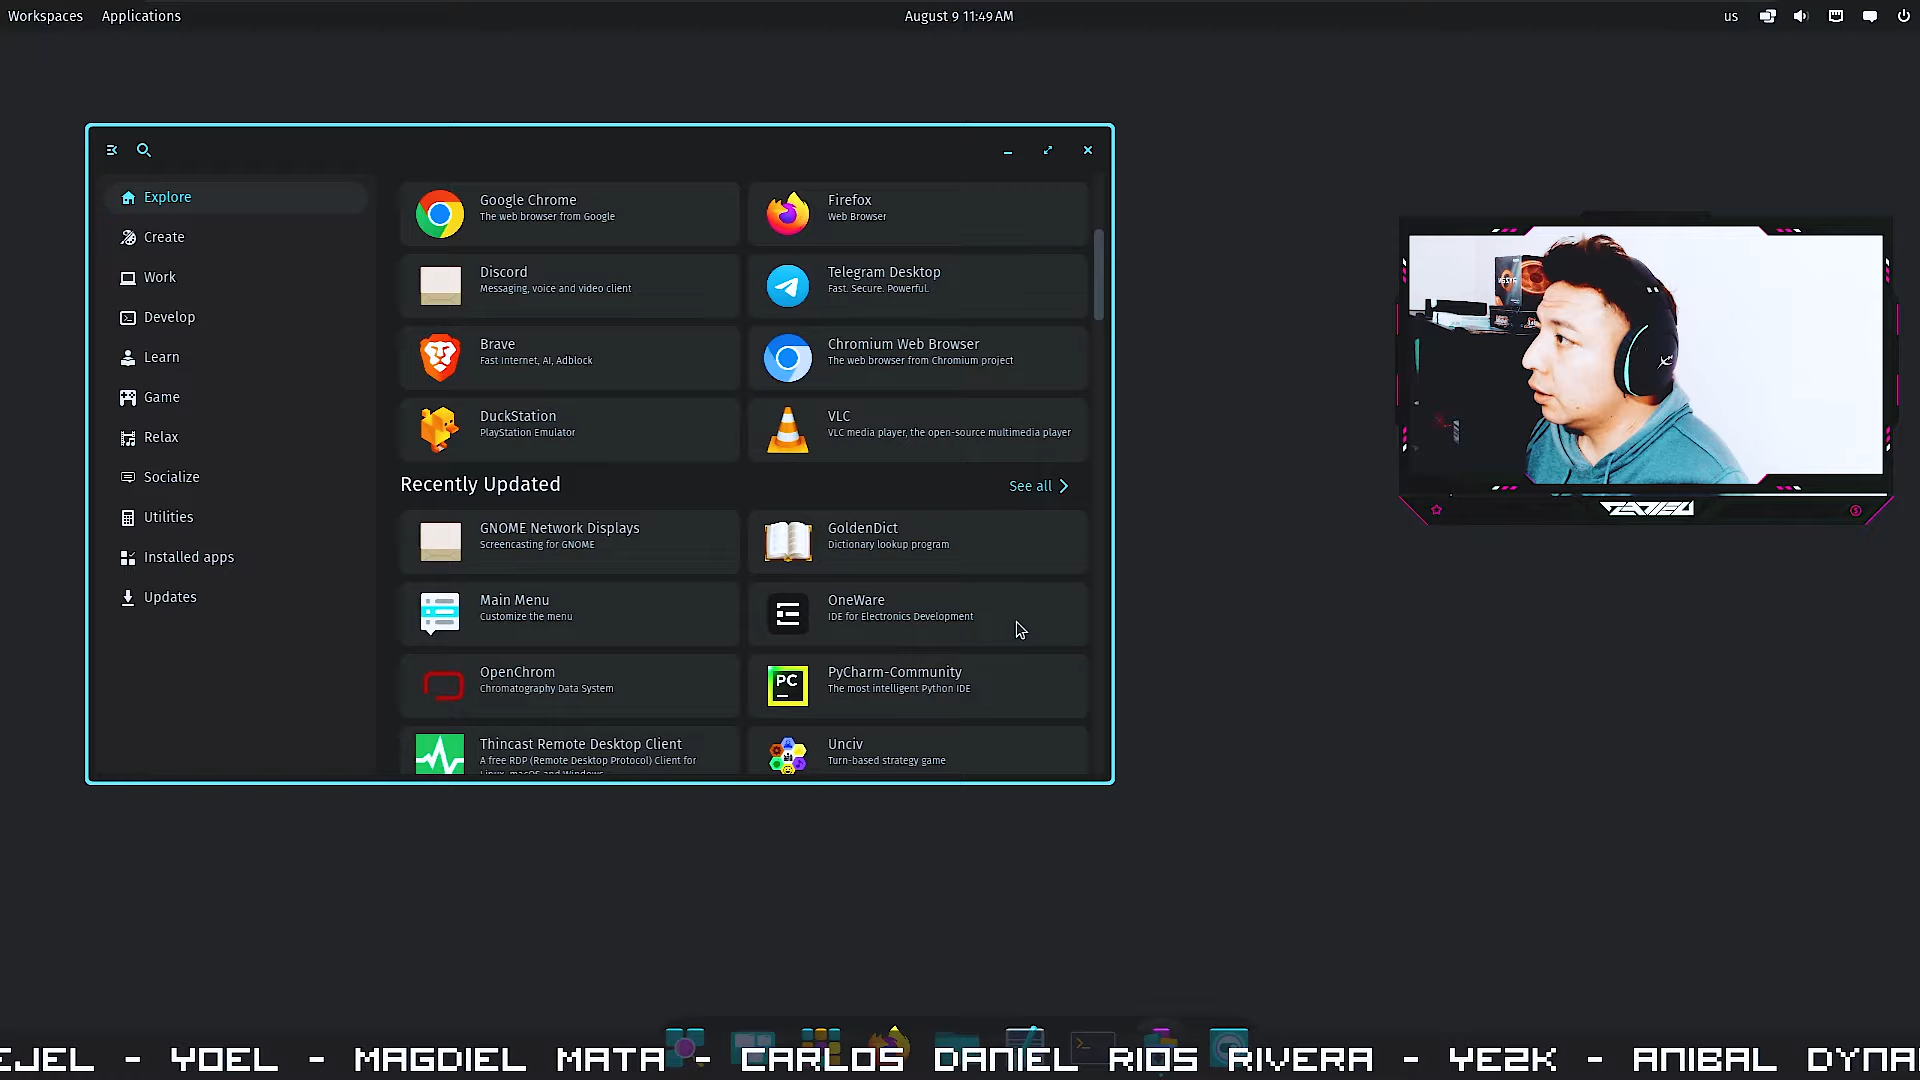 Workspaces Applications August 9 11:49 AM us
Explore
Create
Work
Develop
Learn
Game
Relax
Socialize
Utilities
Installed apps
Updates
Google Chrome
The web browser from Google
Firefox
Web Browser
Discord
Messaging, voice and video client
Telegram Desktop
Fast. Secure. Powerful.
Brave
Fast Internet, AI, Adblock
Chromium Web Browser
The web browser from Chromium project
DuckStation
PlayStation Emulator
VLC
VLC media player, the open-source multimedia player
Recently Updated See all
GNOME Network Displays
Screencasting for GNOME
GoldenDict
Dictionary lookup program
Main Menu
Customize the menu
OneWare
IDE for Electronics Development
OpenChrom
Chromatography Data System
PC
PyCharm-Community
The most intelligent Python IDE
Thincast Remote Desktop Client
A free RDP (Remote Desktop Protocol) Client for
Linux, macOS and Windows
Unciv
Turn-based strategy game
EJEL - YOEL - MAGDIEL MATA - CARLOS DANIEL RIOS RIVERA - YE2K - ANIBAL DYNA